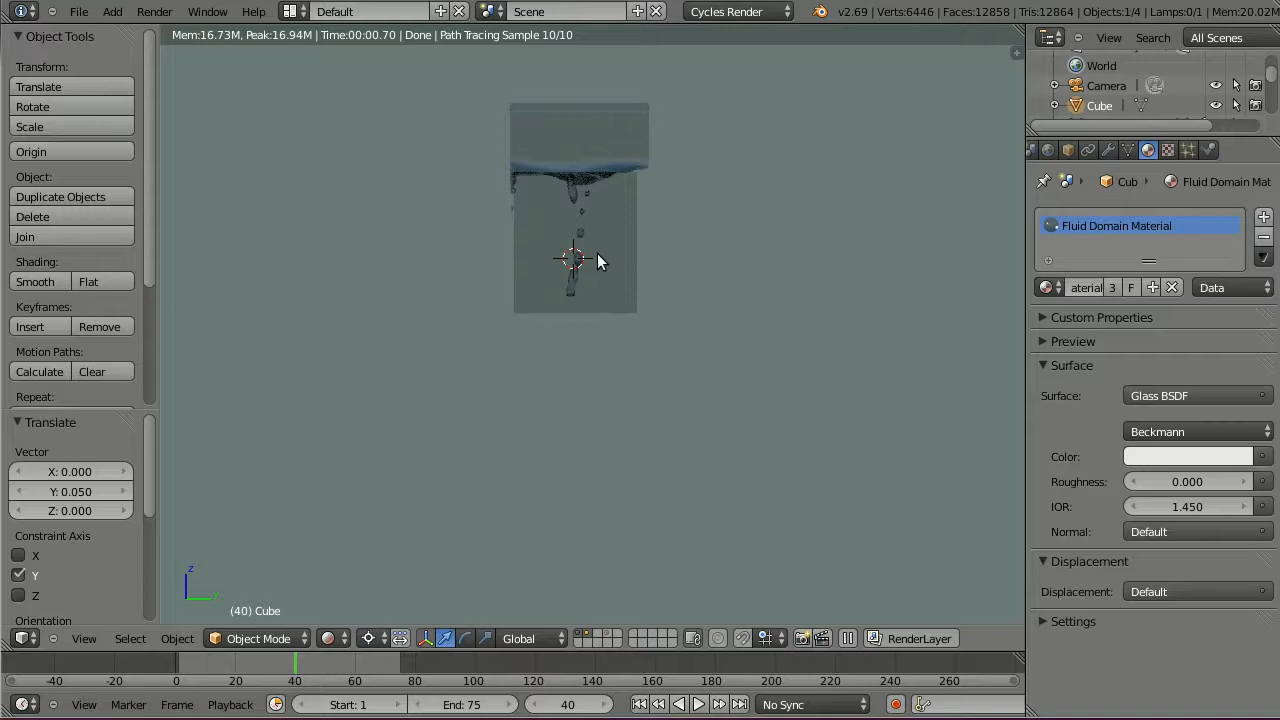 File Add Render Window Help Default Scene Cycles Render v2.69 | Verts:6446 | Faces:12858 | Tris:12864 | Objects:1/4 | Lamps:0/1 | Mem:20.02M
Mem:16.73M, Peak:16.94M | Time:00:00.70 | Done | Path Tracing Sample 10/10
Object Tools
Transform:
Translate
Rotate
Scale
Origin
Object:
Duplicate Objects
Delete
Join
Shading:
Smooth Flat
Keyframes:
Insert Remove
Motion Paths:
Calculate Clear
Repeat:
Translate
Vector
X: 0.000
Y: 0.050
Z: 0.000
Constraint Axis
X
Y
Z
Orientation
z
y
(40) Cube
View Select Object Object Mode Global RenderLayer
-40 -20 0 20 40 60 80 100 120 140 160 180 200 220 240 260
View Marker Frame Playback Start: 1 End: 75 40 No Sync
View Search All Scenes
World
Camera
Cube
Cub Fluid Domain Mat
Fluid Domain Material
aterial 3 F Data
Custom Properties
Preview
Surface
Surface: Glass BSDF
Beckmann
Color:
Roughness: 0.000
IOR: 1.450
Normal: Default
Displacement
Displacement: Default
Settings